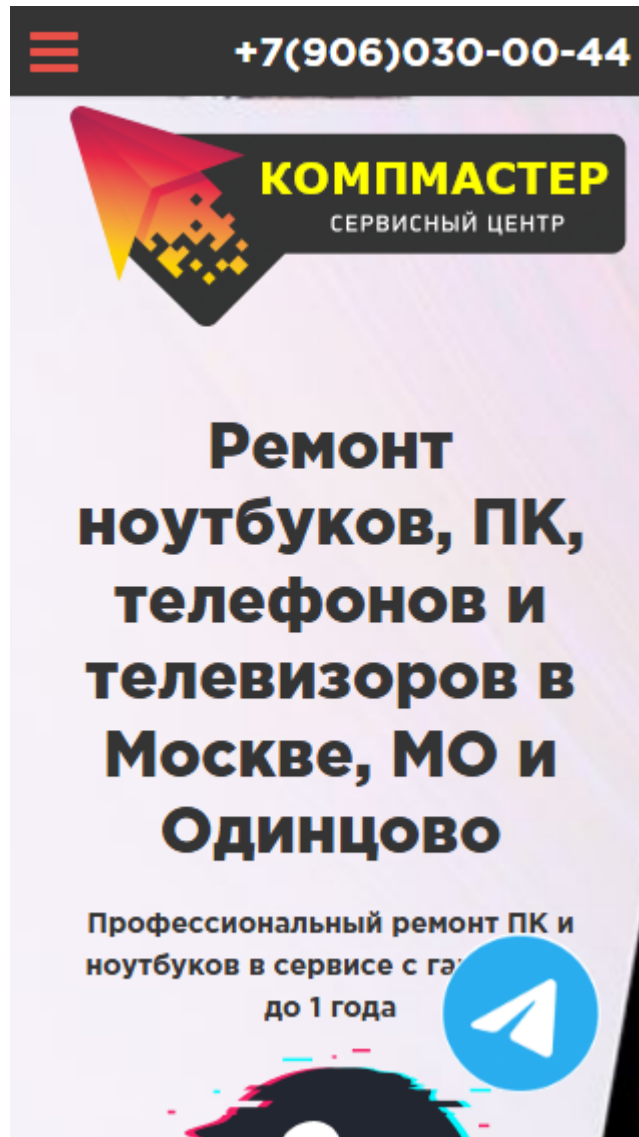 +7(906)030-00-44
КОМПМАСТЕР
СЕРВИСНЫЙ ЦЕНТР
Ремонт
ноутбуков, ПК,
телефонов и
телевизоров в
Москве, МО и
Одинцово
Профессиональный ремонт ПК и
ноутбуков в сервисе с
до 1 года